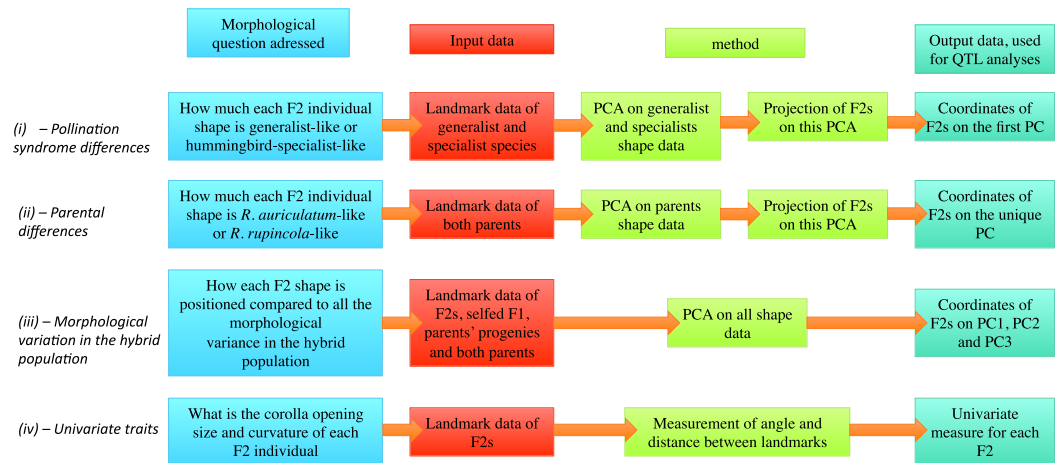 Morphological
question adressed
Input data
method
Output data, used
for QTL analyses
(i) – Pollination
syndrome differences
How much each F2 individual
shape is generalist-like or
hummingbird-specialist-like
Landmark data of
generalist and
specialist species
PCA on generalist
and specialists
shape data
Projection of F2s
on this PCA
Coordinates of
F2s on the first PC
(ii) – Parental
differences
How much each F2 individual
shape is R. auriculatum-like
or R. rupincola-like
Landmark data of
both parents
PCA on parents
shape data
Projection of F2s
on this PCA
Coordinates of
F2s on the unique
PC
(iii) – Morphological
variation in the hybrid
population
How each F2 shape is
positioned compared to all the
morphological
variance in the hybrid
population
Landmark data of
F2s, selfed F1,
parents’ progenies
and both parents
PCA on all shape
data
Coordinates of
F2s on PC1, PC2
and PC3
(iv) – Univariate traits
What is the corolla opening
size and curvature of each
F2 individual
Landmark data of
F2s
Measurement of angle and
distance between landmarks
Univariate
measure for each
F2